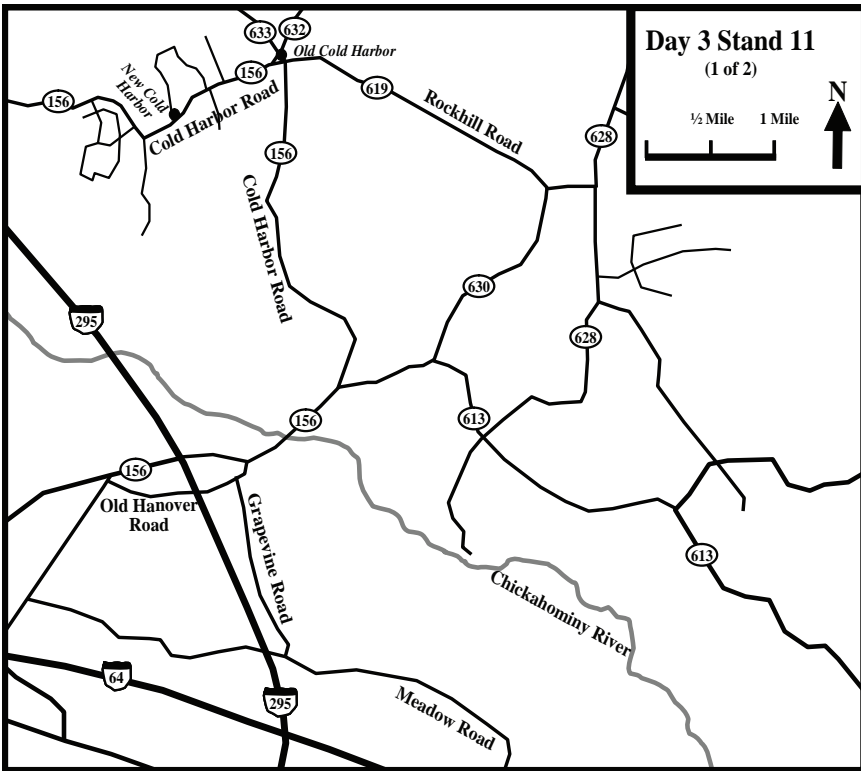 633
632
Old Cold Harbor
Day 3 Stand 11
(1 of 2)
N
½ Mile
1 Mile
156
New Cold
Harbor
156
Cold Harbor Road
619
Rockhill Road
628
156
Cold Harbor Road
630
295
628
156
613
156
Old Hanover
Road
Grapevine Road
613
Chickahominy River
64
295
Meadow Road